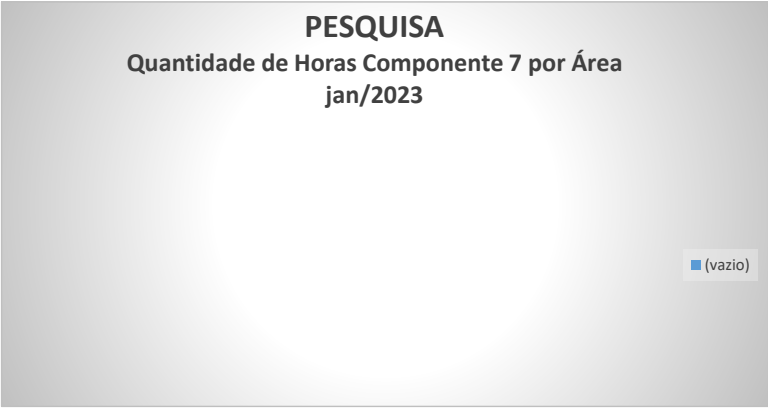 PESQUISA
Quantidade de Horas Componente 7 por Área
jan/2023
(vazio)